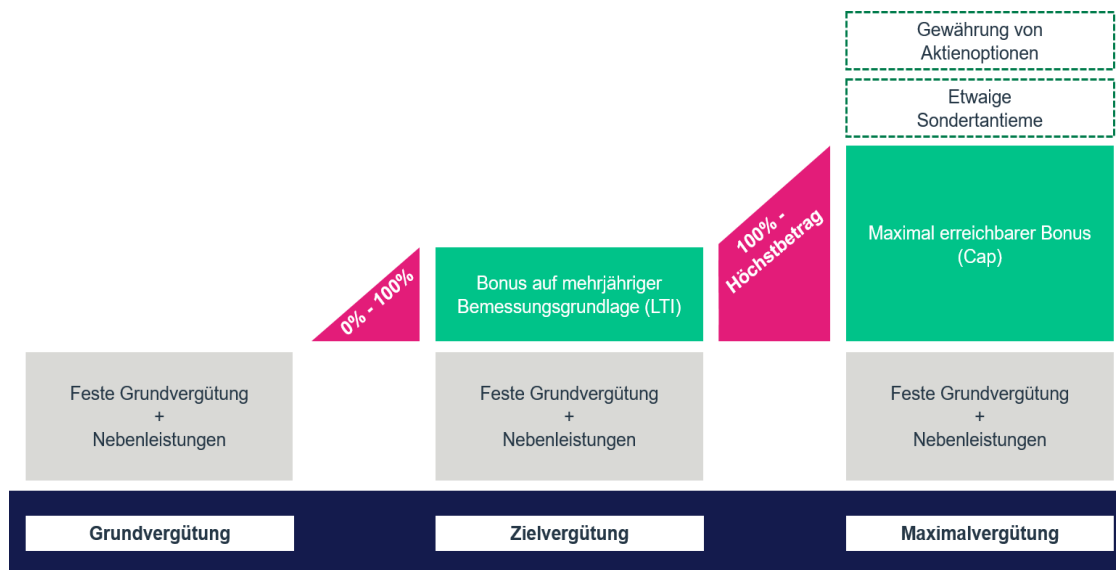 Gewährung von
Aktienoptionen
Etwaige
Sondertantieme
Maximal erreichbarer Bonus
(Cap)
100% -
Höchstbetrag
Bonus auf mehrjähriger
Bemessungsgrundlage (LTI)
0% - 100%
Feste Grundvergütung
+
Nebenleistungen
Feste Grundvergütung
+
Nebenleistungen
Feste Grundvergütung
+
Nebenleistungen
Grundvergütung
Zielvergütung
Maximalvergütung